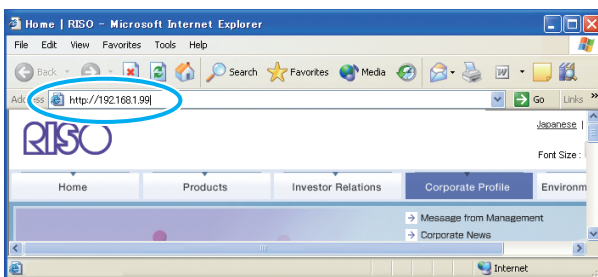 Home | RISO - Microsoft Internet Explorer
File Edit View Favorites Tools Help
Back Search Favorites Media
Address http://192.168.1.99 Go Links »
RISO
Japanese |
Font Size :
Home Products Investor Relations Corporate Profile Environm
Message from Management
Corporate News
Internet